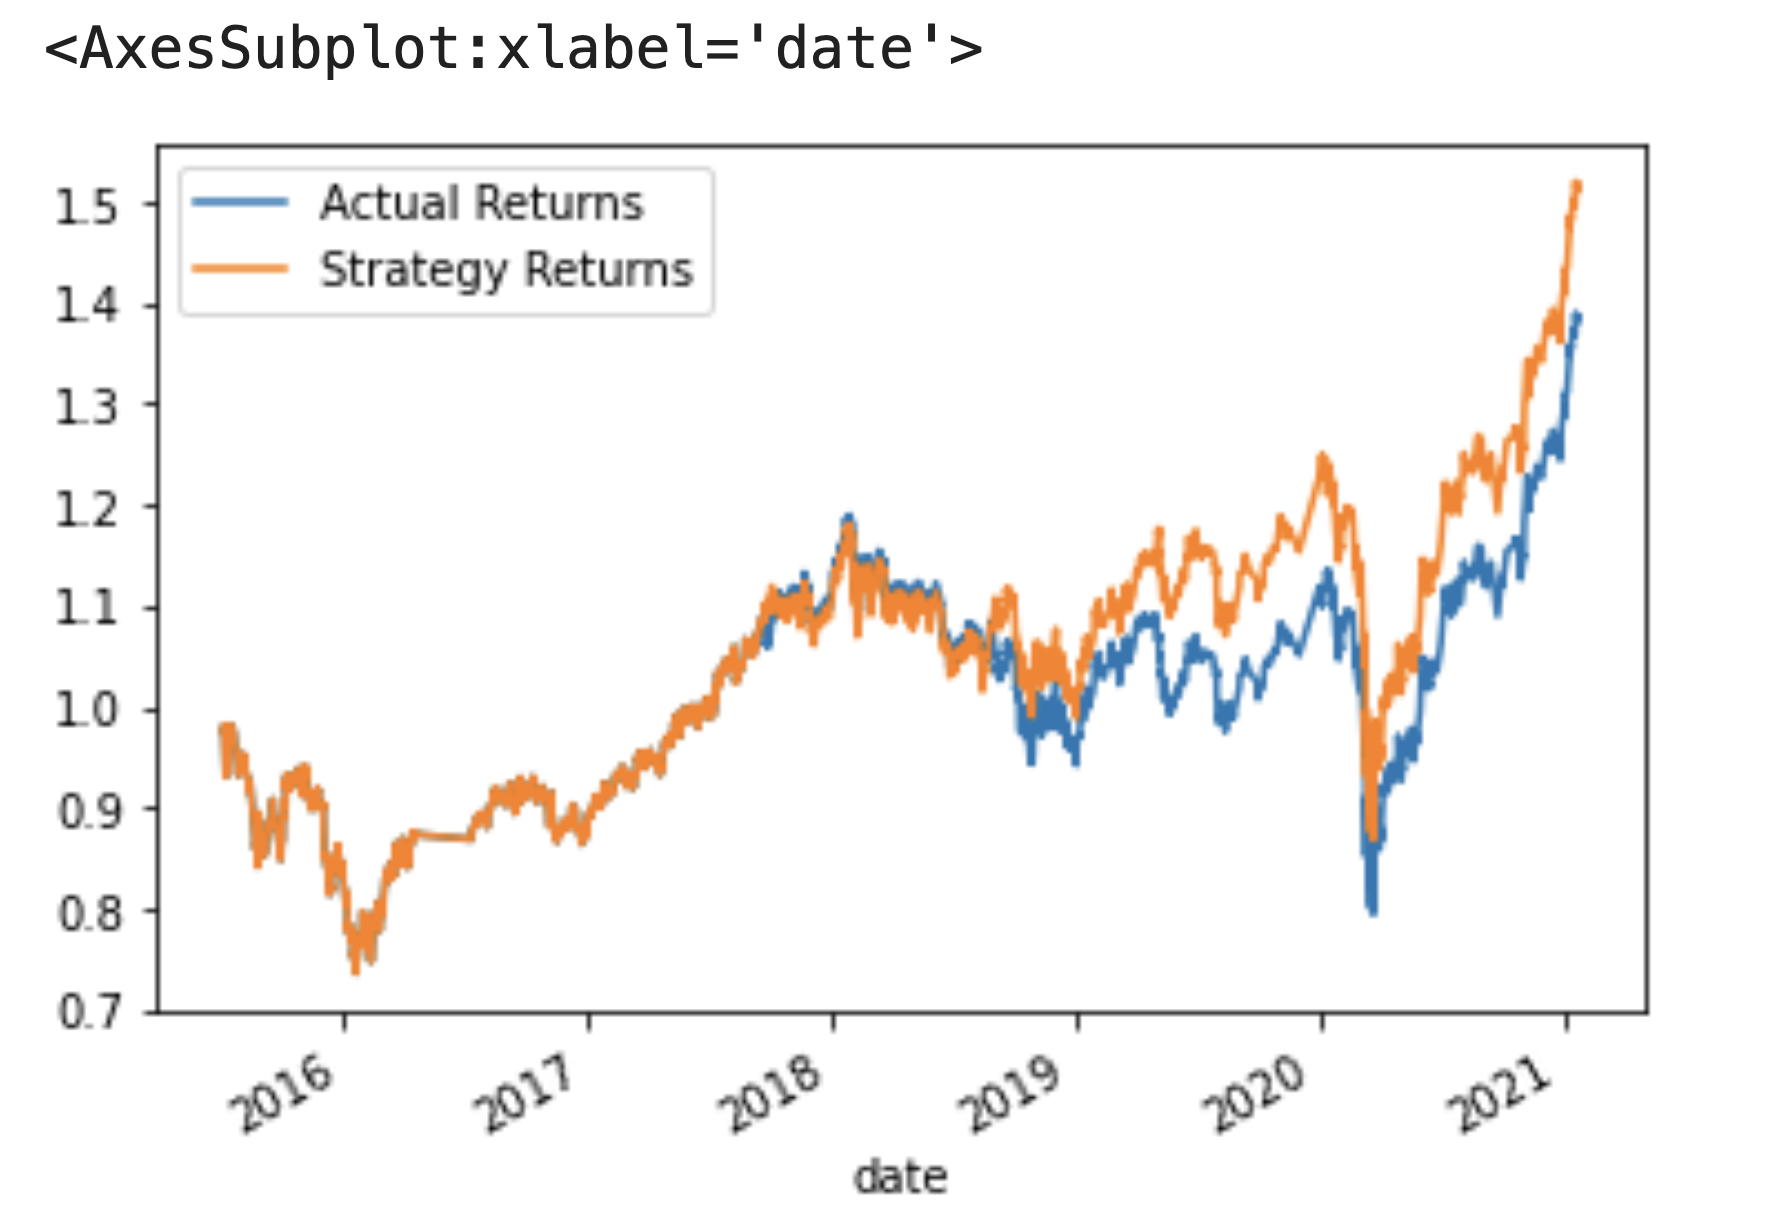 <AxesSubplot:xlabel='date'>
Actual Returns
Strategy Returns
1.5
1.4
1.3
1.2
1.1
1.0
0.9
0.8
0.7
2016 2017 2018 2019 2020 2021
date